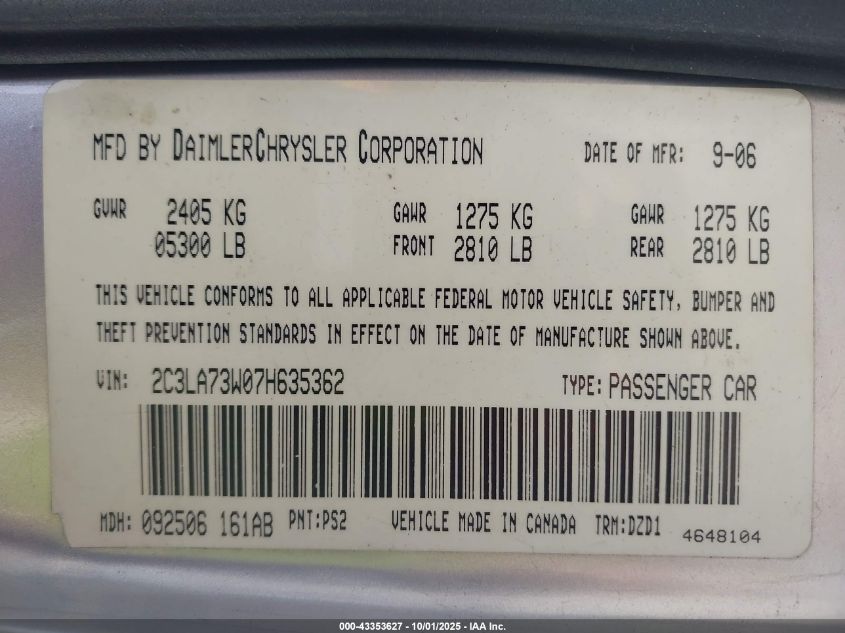 MFD BY DAIMLERCHRYSLER CORPORATION DATE OF MFR: 9-06
GVWR 2405 KG GAWR 1275 KG GAWR 1275 KG
05300 LB FRONT 2810 LB REAR 2810 LB
THIS VEHICLE CONFORMS TO ALL APPLICABLE FEDERAL MOTOR VEHICLE SAFETY, BUMPER AND
THEFT PREVENTION STANDARDS IN EFFECT ON THE DATE OF MANUFACTURE SHOWN ABOVE.
VIN: 2C3LA73W07H635362 TYPE: PASSENGER CAR
MDH: 092506 161AB PNT:PS2 VEHICLE MADE IN CANADA TRM:DZD1 4648104
000-43353627 - 10/01/2025 - IAA Inc.